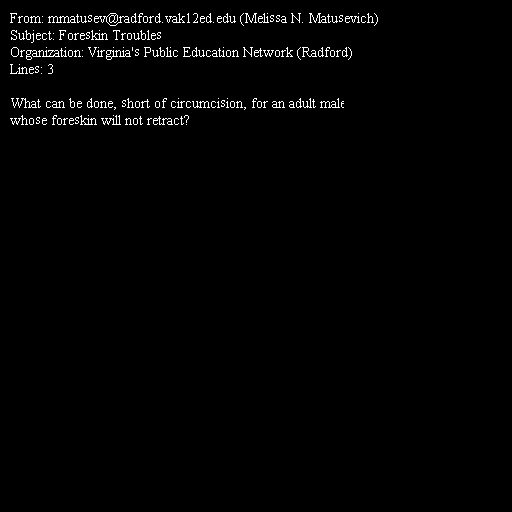 From: mmatusev@radford.vak12ed.edu (Melissa N. Matusevich)
Subject: Foreskin Troubles
Organization: Virginia's Public Education Network (Radford)
Lines: 3

What can be done, short of circumcision, for an adult male
whose foreskin will not retract?